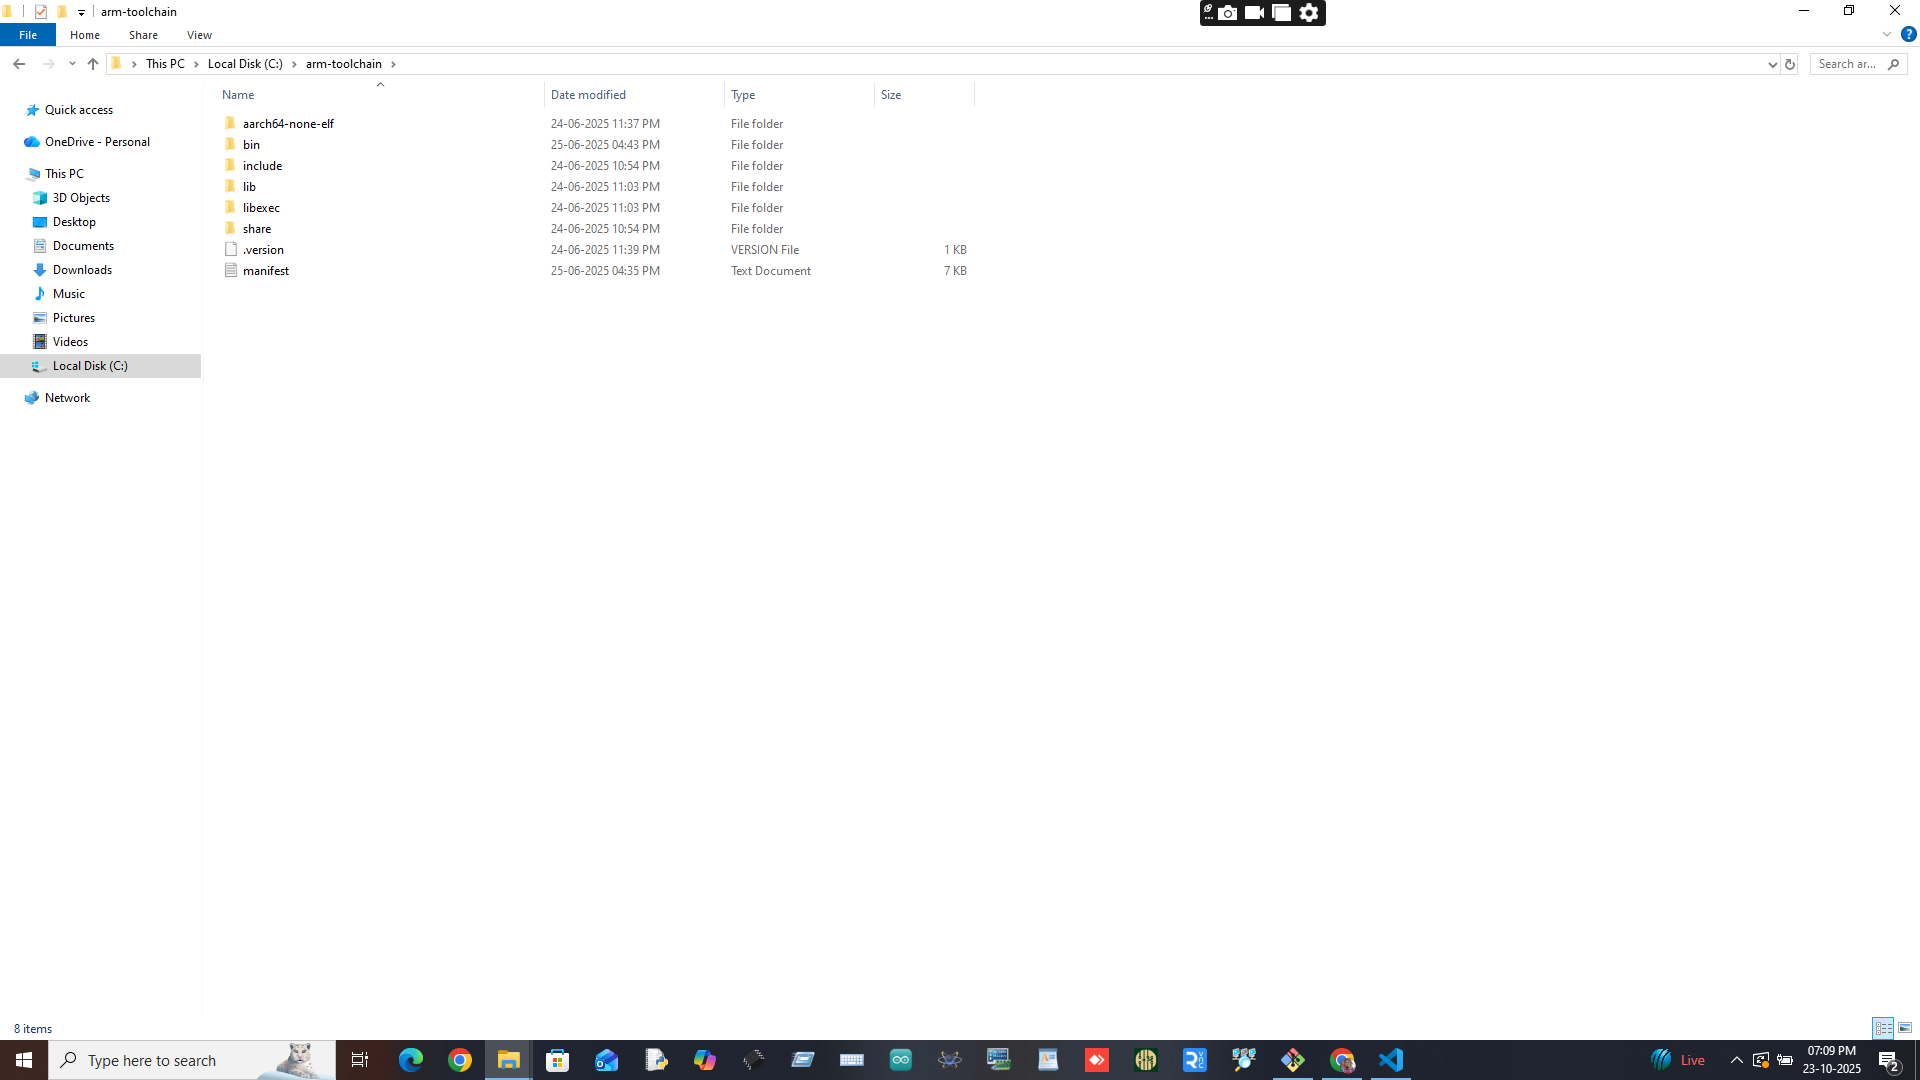 arm-toolchain
File Home Share View
This PC Local Disk (C:) arm-toolchain
Search ar...
Name Date modified Type Size
Quick access
OneDrive - Personal
This PC
3D Objects
Desktop
Documents
Downloads
Music
Pictures
Videos
Local Disk (C:)
Network
aarch64-none-elf 24-06-2025 11:37 PM File folder
bin 25-06-2025 04:43 PM File folder
include 24-06-2025 10:54 PM File folder
lib 24-06-2025 11:03 PM File folder
libexec 24-06-2025 11:03 PM File folder
share 24-06-2025 10:54 PM File folder
.version 24-06-2025 11:39 PM VERSION File 1 KB
manifest 25-06-2025 04:35 PM Text Document 7 KB
8 items
Type here to search
Live
07:09 PM
23-10-2025
2